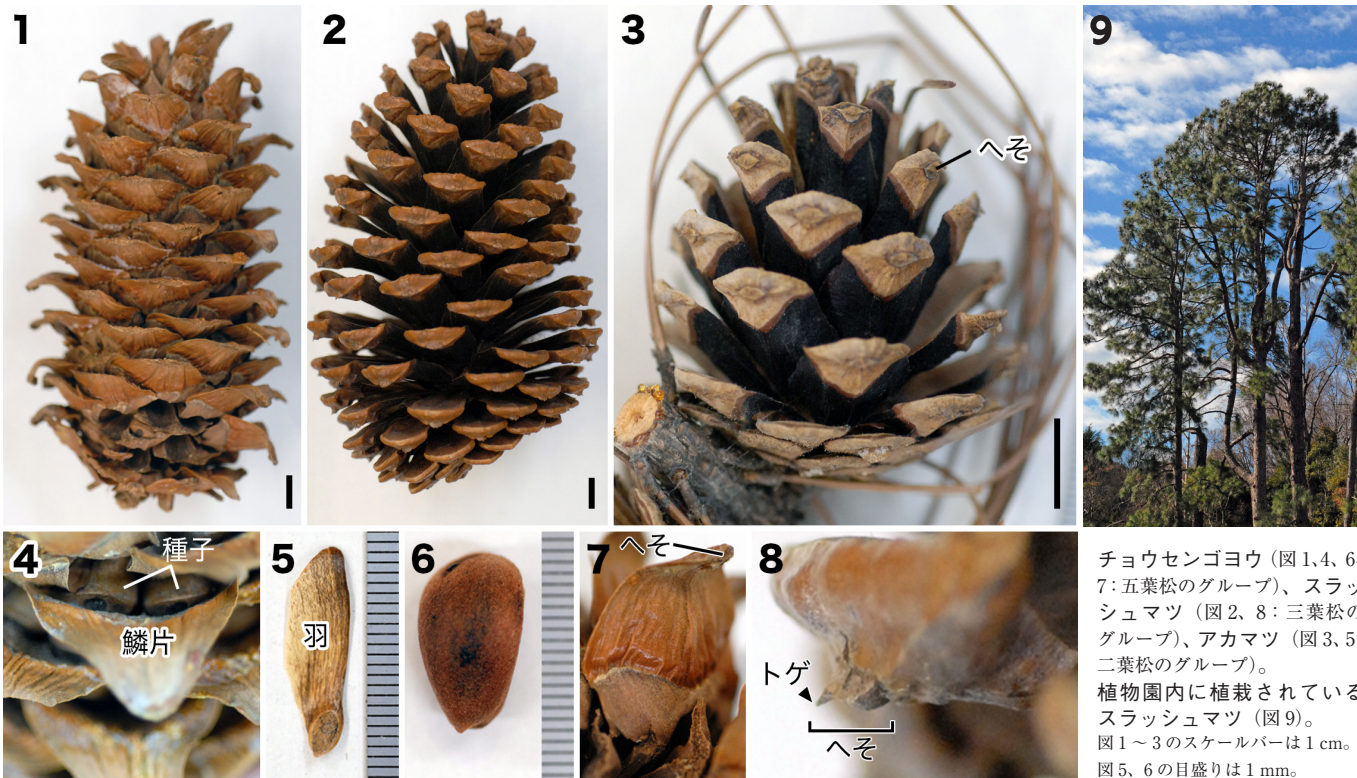 1
2
3
へそ
9
4
種子
鱗片
5
羽
6
7
へそ
8
トゲ
へそ
チョウセンゴヨウ（図1、4、6、
7：五葉松のグループ）、スラッ
シュマツ（図2、8：三葉松の
グループ）、アカマツ（図3、5
二葉松のグループ）。
植物園内に植栽されている
スラッシュマツ（図9）。
図1～3のスケールバーは1 cm。
図5、6の目盛りは1 mm。